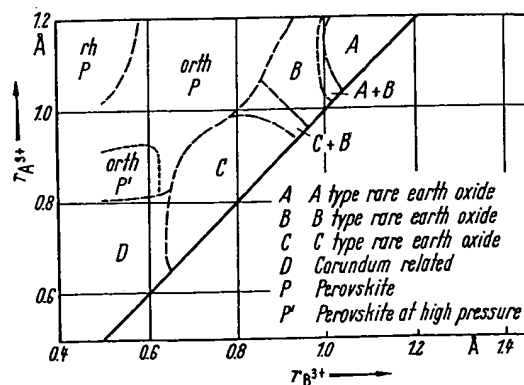 1.2
Å
1.0
0.8
0.6
r A³⁺
rh
P
orth
P
B
A
A+B
C+B
orth
P'
C
D
A A type rare earth oxide
B B type rare earth oxide
C C type rare earth oxide
D Corundum related
P Perovskite
P' Perovskite at high pressure
0.4 0.6 0.8 1.0 1.2 Å 1.4
r B³⁺